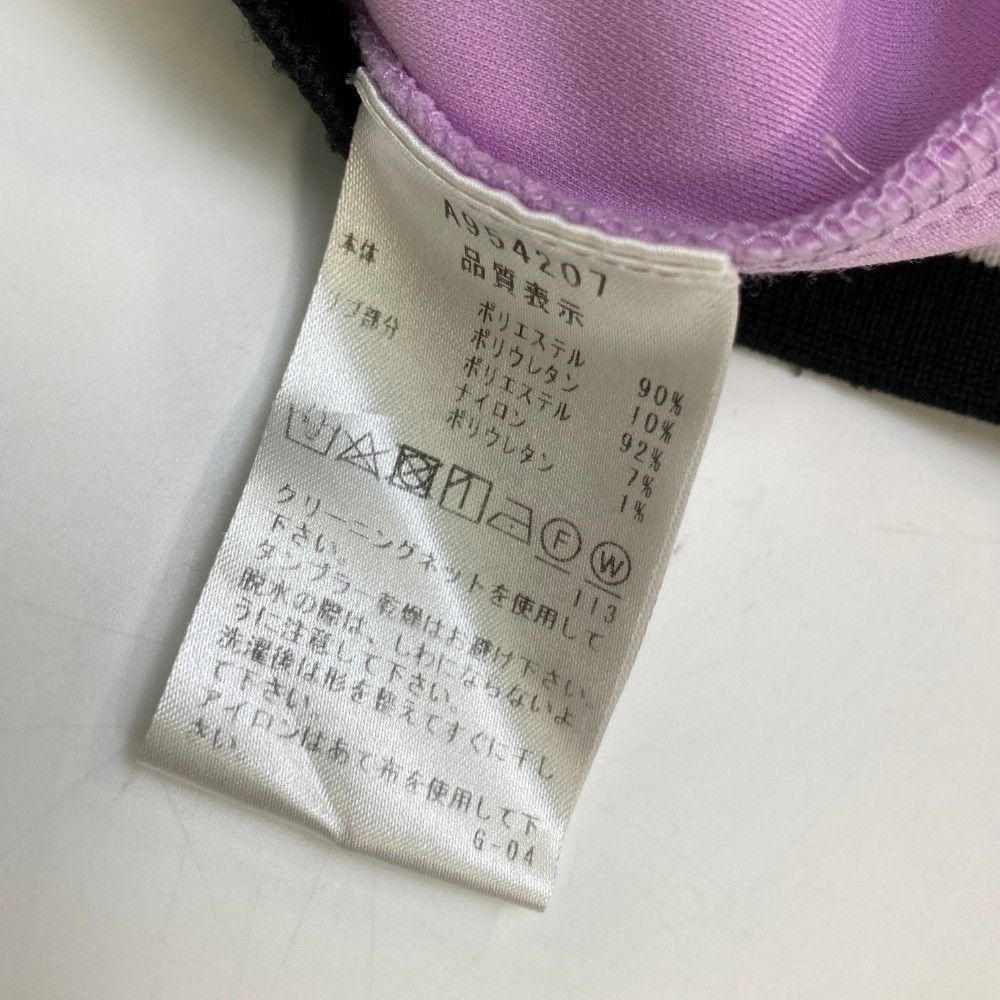 A954207
品質表示
本体 ポリエステル 90%
ポリウレタン 10%
リブ部分 ポリエステル 92%
ナイロン 7%
ポリウレタン 1%
F W
113
クリーニングネットを使用して
下さい。
タンブラー乾燥はお避け下さい。
脱水の際は、しわにならないよ
うに注意して下さい。
洗濯後は形を整えてすぐに干し
て下さい。
アイロンはあて布を使用して下
さい
G-04